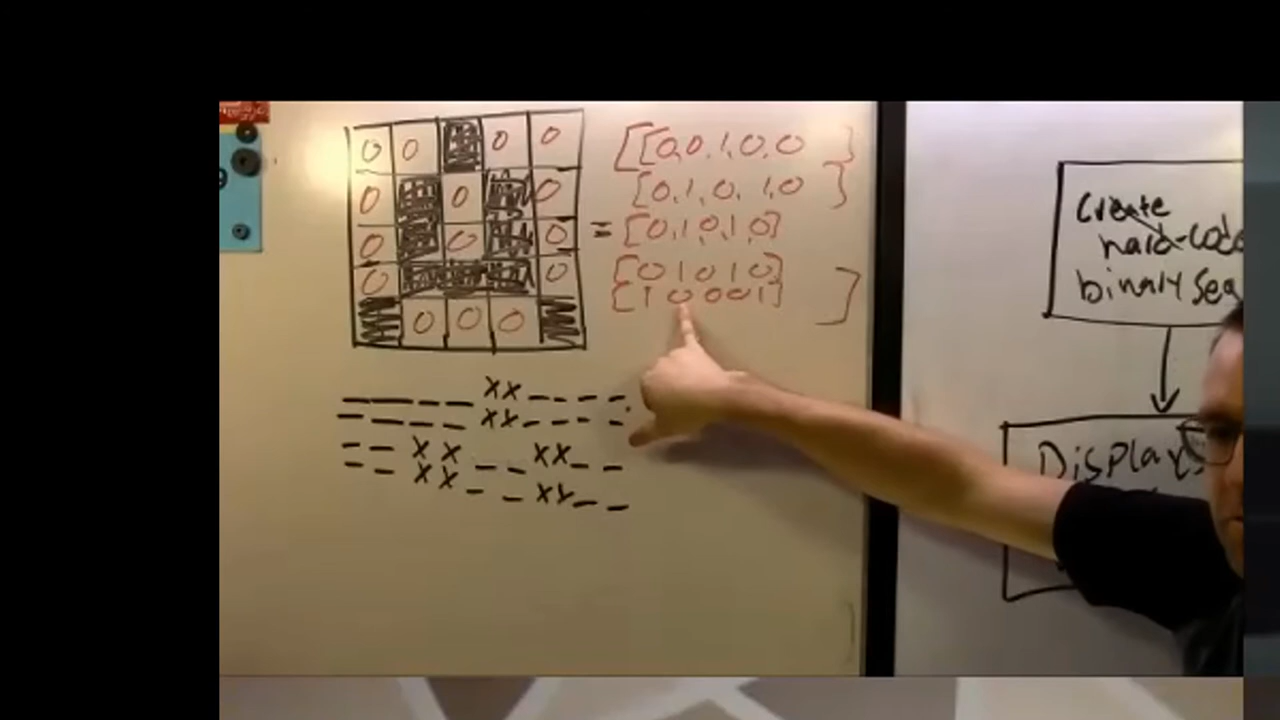 0 0 0 0
0 0 0
0 0 0
0 0
0 0 0
= [[0,0,1,0,0]
[0,1,0,1,0]
[0,1,0,1,0]
[0 1 0 1 0]
[1 0 0 0 1] ]
_ _ _ _ X X _ _ _ _
_ _ _ _ X X _ _ _ _
_ _ X X _ _ X X _ _
_ _ X X _ _ X X _ _
Create
hard-code
binary seq
Display